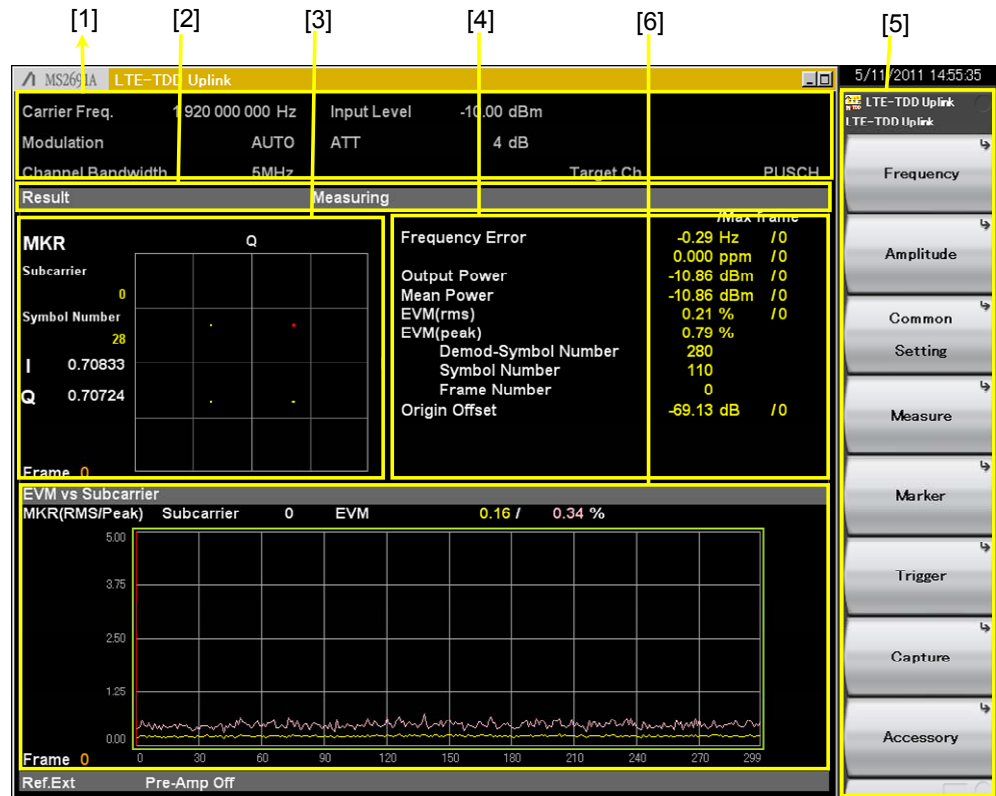 [1] [2] [3] [4] [6] [5]
MS2691A LTE-TDD Uplink
5/11/2011 14:55:35
Carrier Freq. 1 920 000 000 Hz Input Level -10.00 dBm
Modulation AUTO ATT 4 dB
Channel Bandwidth 5MHz Target Ch PUSCH
Result Measuring
MKR
Subcarrier
0
Symbol Number
28
I 0.70833
Q 0.70724
Frame 0
Q
/Max frame
Frequency Error -0.29 Hz / 0
0.000 ppm / 0
Output Power -10.86 dBm / 0
Mean Power -10.86 dBm / 0
EVM(rms) 0.21 % / 0
EVM(peak) 0.79 %
Demod-Symbol Number 280
Symbol Number 110
Frame Number 0
Origin Offset -69.13 dB / 0
EVM vs Subcarrier
MKR(RMS/Peak) Subcarrier 0 EVM 0.16 / 0.34 %
5.00
3.75
2.50
1.25
0.00
Frame 0
0 30 60 90 120 150 180 210 240 270 299
Ref.Ext Pre-Amp Off
LTE-TDD Uplink
LTE-TDD Uplink
Frequency
Amplitude
Common
Setting
Measure
Marker
Trigger
Capture
Accessory